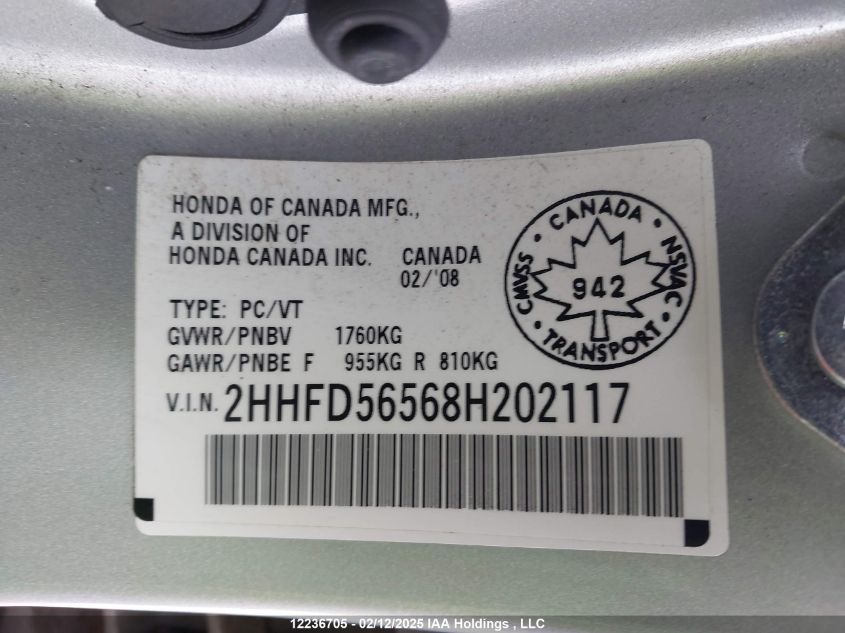 HONDA OF CANADA MFG.,
A DIVISION OF
HONDA CANADA INC. CANADA
02/'08
TYPE: PC/VT
GVWR/PNBV 1760KG
GAWR/PNBE F 955KG R 810KG
V.I.N. 2HHFD56568H202117
CMVSS • CANADA • NSVAC • TRANSPORT •
942
12236705 - 02/12/2025 IAA Holdings , LLC